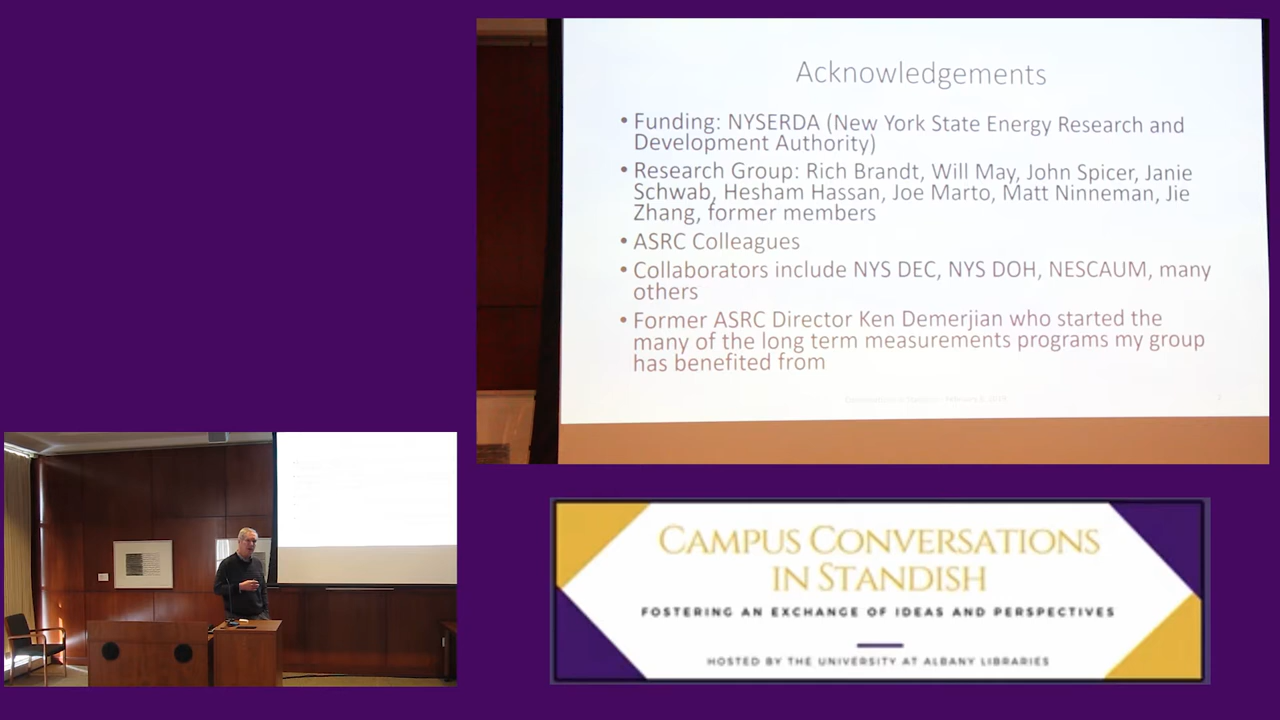 Acknowledgements
• Funding: NYSERDA (New York State Energy Research and
Development Authority)
• Research Group: Rich Brandt, Will May, John Spicer, Janie
Schwab, Hesham Hassan, Joe Marto, Matt Ninneman, Jie
Zhang, former members
• ASRC Colleagues
• Collaborators include NYS DEC, NYS DOH, NESCAUM, many
others
• Former ASRC Director Ken Demerjian who started the
many of the long term measurements programs my group
has benefited from
CAMPUS CONVERSATIONS
IN STANDISH
FOSTERING AN EXCHANGE OF IDEAS AND PERSPECTIVES
HOSTED BY THE UNIVERSITY AT ALBANY LIBRARIES